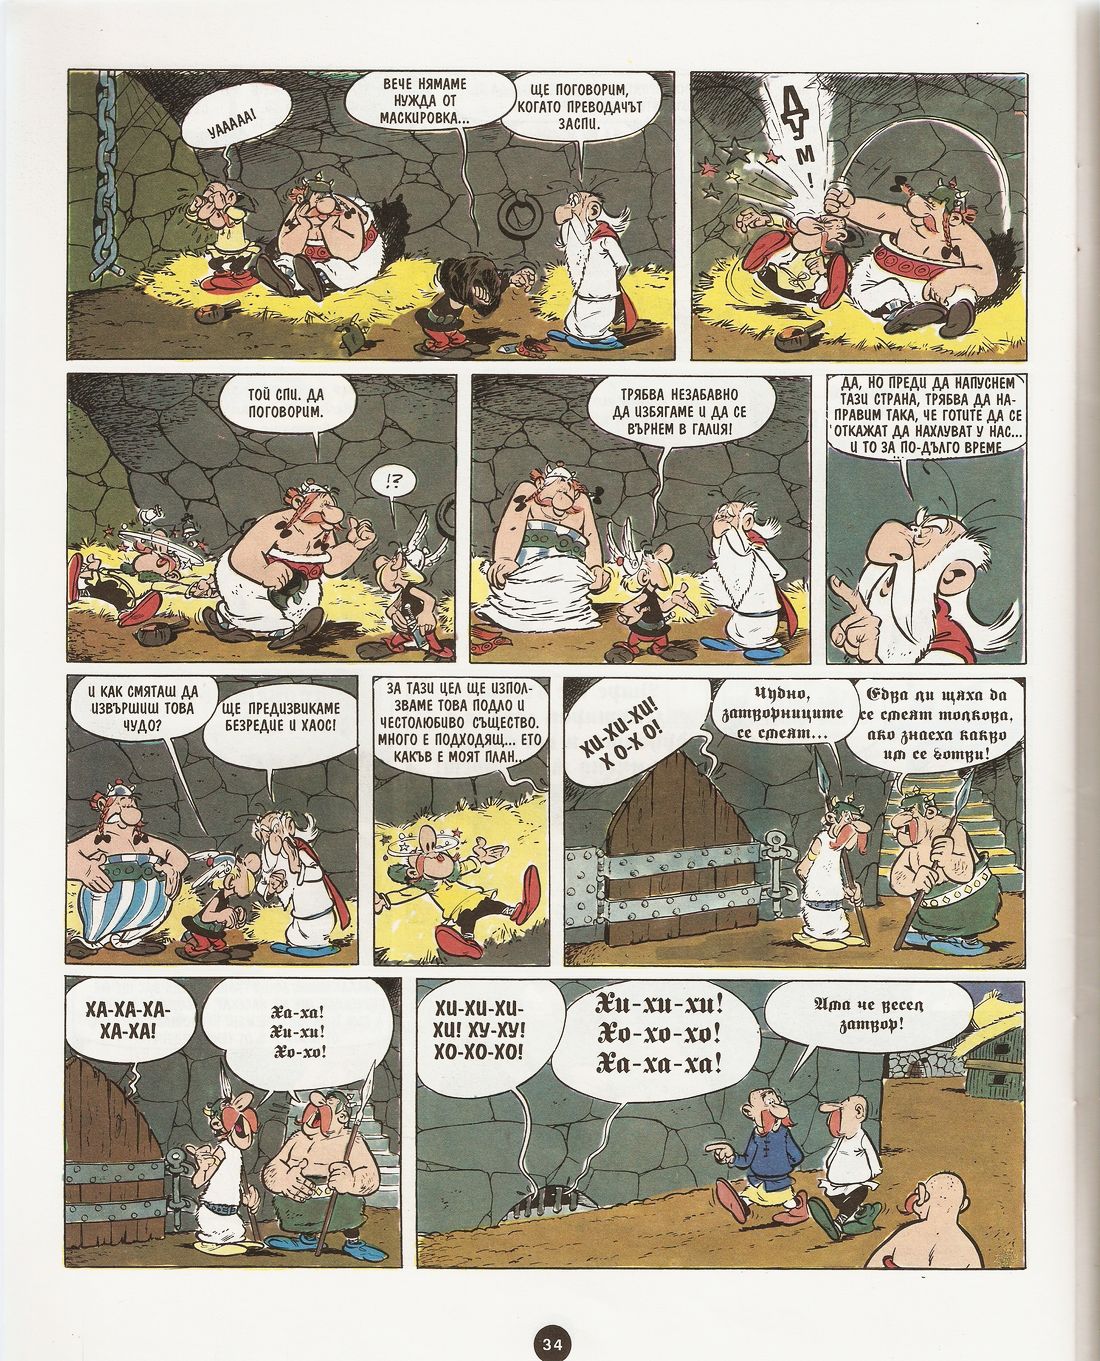 УААААА!
ВЕЧЕ НЯМАМЕ
НУЖДА ОТ
МАСКИРОВКА...
ЩЕ ПОГОВОРИМ,
КОГАТО ПРЕВОДАЧЪТ
ЗАСПИ.
ДУМ!
ТОЙ СПИ. ДА
ПОГОВОРИМ.
!?
ТРЯБВА НЕЗАБАВНО
ДА ИЗБЯГАМЕ И ДА СЕ
ВЪРНЕМ В ГАЛИЯ!
ДА, НО ПРЕДИ ДА НАПУСНЕМ
ТАЗИ СТРАНА, ТРЯБВА ДА НА-
ПРАВИМ ТАКА, ЧЕ ГОТИТЕ ДА СЕ
ОТКАЖАТ ДА НАХЛУВАТ У НАС...
И ТО ЗА ПО-ДЪЛГО ВРЕМЕ
И КАК СМЯТАШ ДА
ИЗВЪРШИШ ТОВА
ЧУДО?
ЩЕ ПРЕДИЗВИКАМЕ
БЕЗРЕДИЕ И ХАОС!
ЗА ТАЗИ ЦЕЛ ЩЕ ИЗПОЛ-
ЗВАМЕ ТОВА ПОДЛО И
ЧЕСТОЛЮБИВО СЪЩЕСТВО.
МНОГО Е ПОДХОДЯЩ... ЕТО
КАКЪВ Е МОЯТ ПЛАН...
ХИ-ХИ-ХИ!
ХО-ХО!
Чудно,
затворниците
се смеят...
Едва ли щяха да
се смеят толкова,
ако знаеха какво
им се готви!
ХА-ХА-ХА-
ХА-ХА!
Ха-ха!
Хи-хи!
Хо-хо!
ХИ-ХИ-ХИ-
ХИ! ХУ-ХУ!
ХО-ХО-ХО!
Хи-хи-хи!
Хо-хо-хо!
Ха-ха-ха!
Ама че весел
затвор!
34